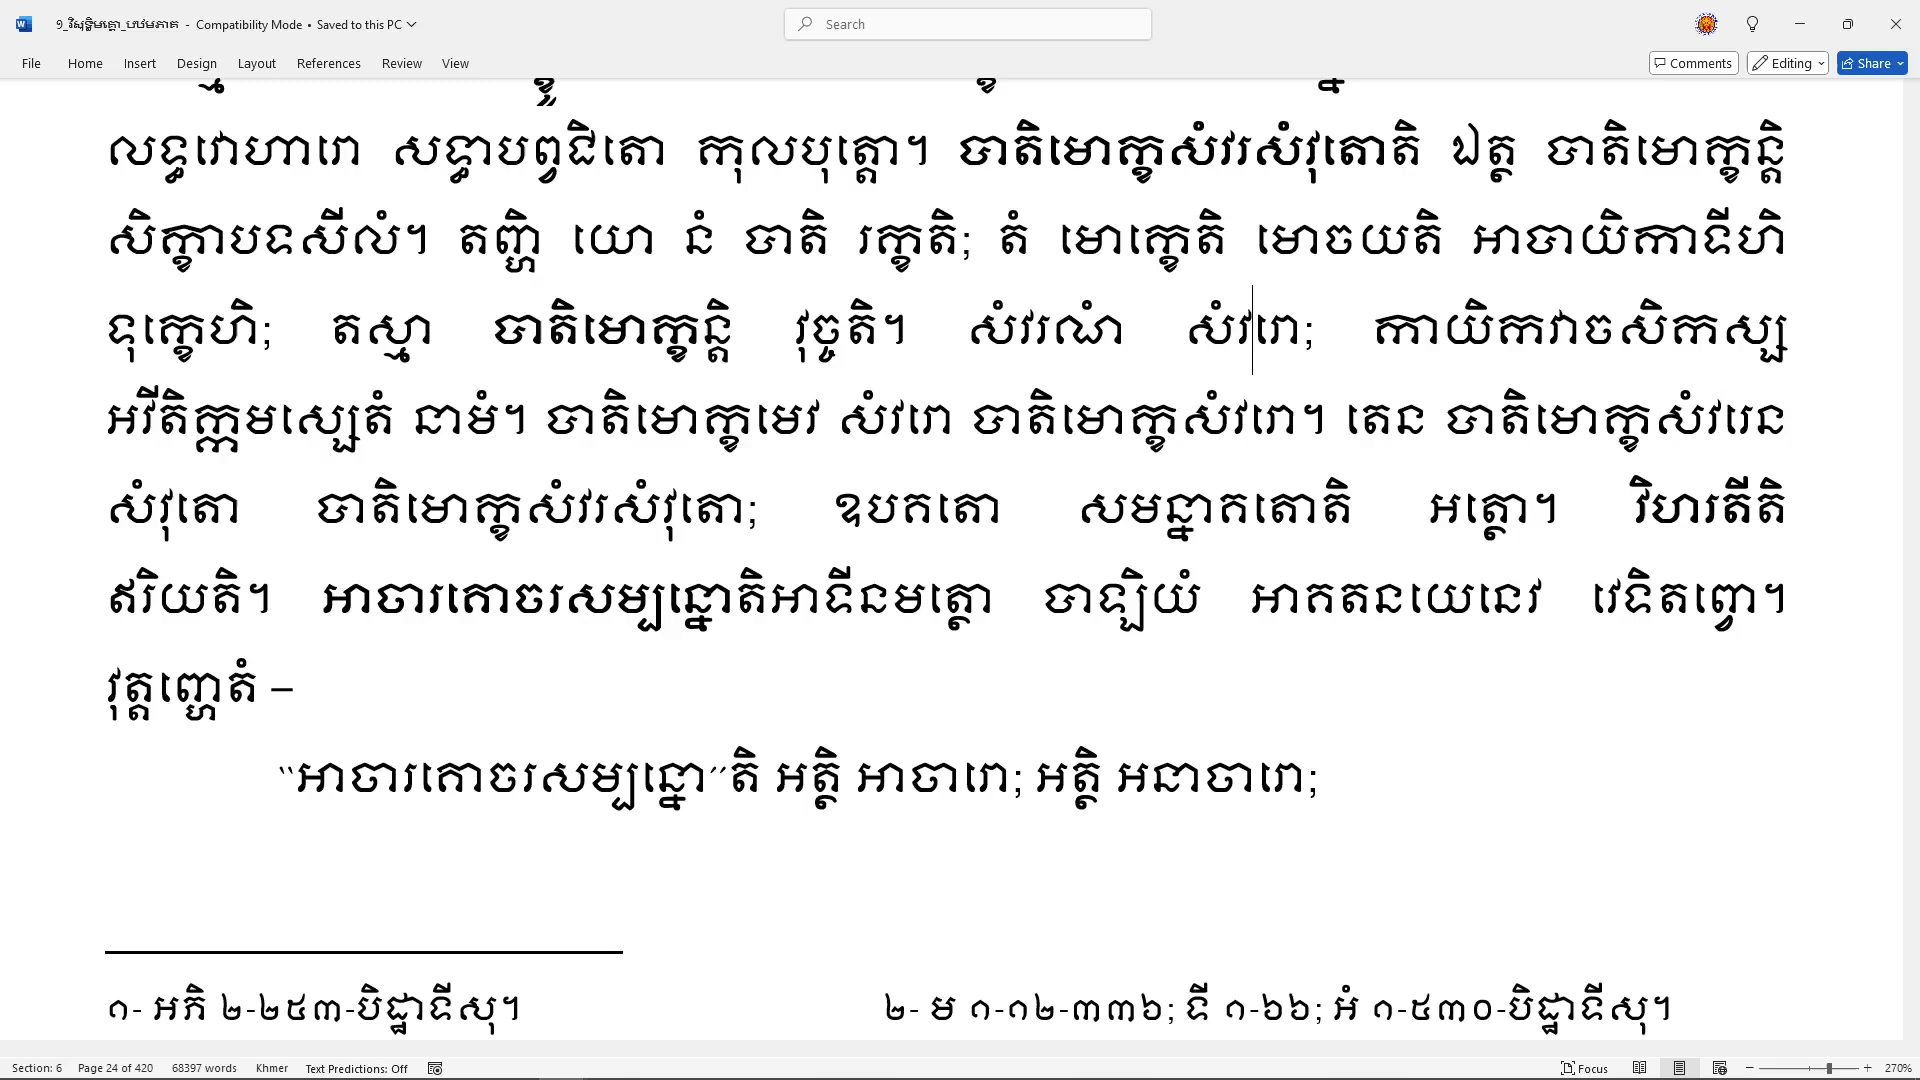 9_វិសុទ្ធិមគ្គោ_បឋមភាគ - Compatibility Mode • Saved to this PC
Search
File Home Insert Design Layout References Review View Comments Editing Share
លទ្ធវោហារោ សទ្ធាបព្វជិតោ កុលបុត្តោ។ បាតិមោក្ខសំវរសំវុតោតិ ឯត្ថ បាតិមោក្ខន្តិ
សិក្ខាបទសីលំ។ តញ្ហិ យោ នំ បាតិ រក្ខតិ; តំ មោក្ខេតិ មោចយតិ អាបាយិកាទីហិ
ទុក្ខេហិ; តស្មា បាតិមោក្ខន្តិ វុច្ចតិ។ សំវរណំ សំវរោ; កាយិកវាចសិកស្ស
អវីតិក្កមស្សេតំ នាមំ។ បាតិមោក្ខមេវ សំវរោ បាតិមោក្ខសំវរោ។ តេន បាតិមោក្ខសំវរេន
សំវុតោ បាតិមោក្ខសំវរសំវុតោ; ឧបគតោ សមន្នាគតោតិ អត្ថោ។ វិហរតីតិ
ឥរិយតិ។ អាចារគោចរសម្បន្នោតិអាទីនមត្ថោ បាឡិយំ អាគតនយេនេវ វេទិតព្វោ។
វុត្តញ្ហេតំ –
‘‘អាចារគោចរសម្បន្នោ’’តិ អត្ថិ អាចារោ; អត្ថិ អនាចារោ;
១- អភិ ២-២៥៣-បិដ្ឋាទីសុ។ ២- ម ១-១២-៣៣៦; ទី ១-៦៦; អំ ១-៥៣០-បិដ្ឋាទីសុ។
Section: 6 Page 24 of 420 68397 words Khmer Text Predictions: Off Focus 270%